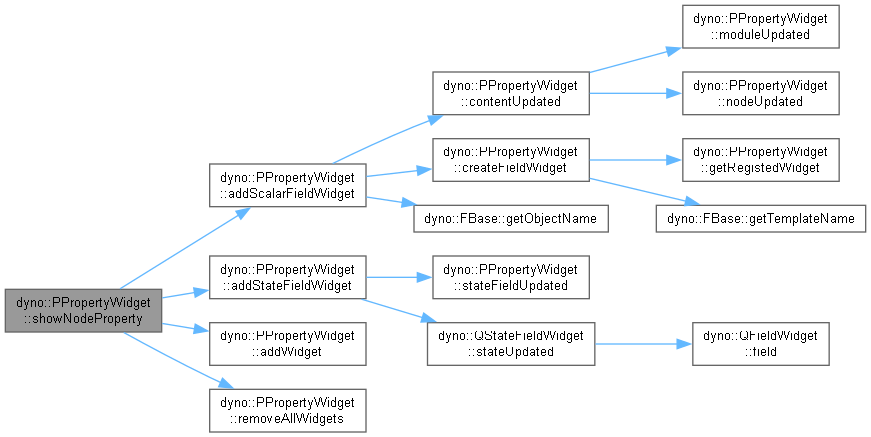 dyno::PPropertyWidget
::showNodeProperty
dyno::PPropertyWidget
::addScalarFieldWidget
dyno::PPropertyWidget
::contentUpdated
dyno::PPropertyWidget
::moduleUpdated
dyno::PPropertyWidget
::nodeUpdated
dyno::PPropertyWidget
::createFieldWidget
dyno::PPropertyWidget
::getRegistedWidget
dyno::FBase::getTemplateName
dyno::FBase::getObjectName
dyno::PPropertyWidget
::addStateFieldWidget
dyno::PPropertyWidget
::stateFieldUpdated
dyno::QStateFieldWidget
::stateUpdated
dyno::QFieldWidget
::field
dyno::PPropertyWidget
::addWidget
dyno::PPropertyWidget
::removeAllWidgets